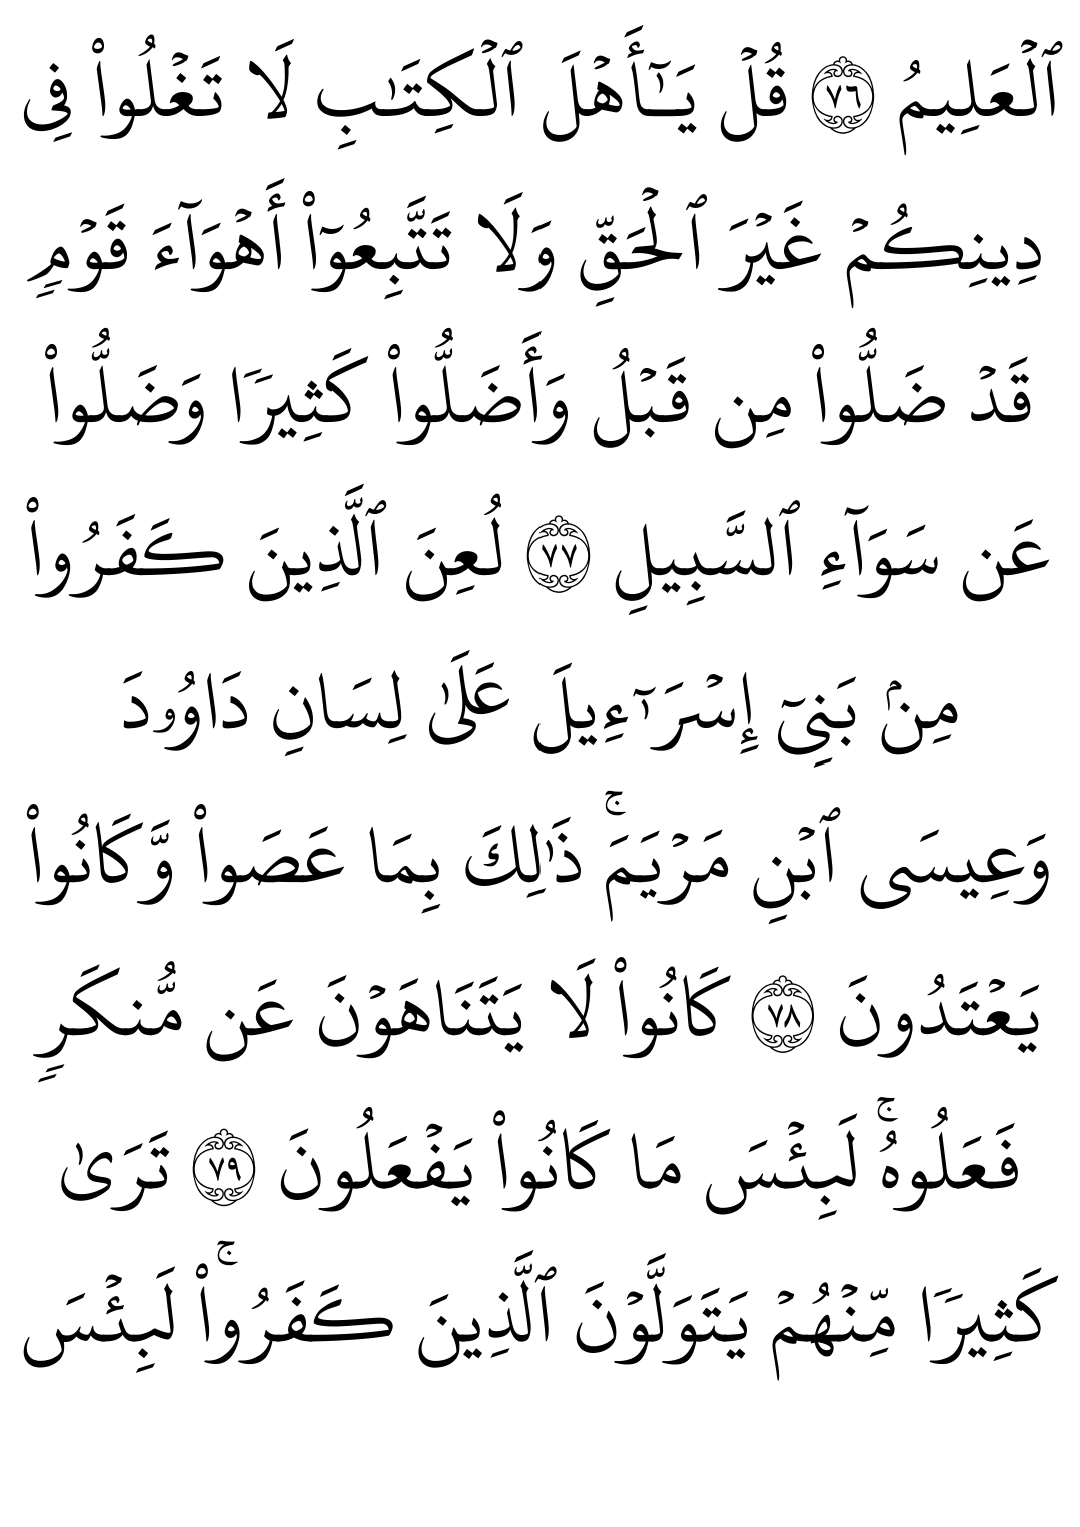 ٱلۡعَلِيمُ ٧٦ قُلۡ يَـٰٓأَهۡلَ ٱلۡكِتَـٰبِ لَا تَغۡلُواْ فِى
دِينِكُمۡ غَيۡرَ ٱلۡحَقِّ وَلَا تَتَّبِعُوٓاْ أَهۡوَآءَ قَوۡمٍ
قَدۡ ضَلُّواْ مِن قَبۡلُ وَأَضَلُّواْ كَثِيرًا وَضَلُّواْ
عَن سَوَآءِ ٱلسَّبِيلِ ٧٧ لُعِنَ ٱلَّذِينَ كَفَرُواْ
مِنۢ بَنِىٓ إِسۡرَٰٓءِيلَ عَلَىٰ لِسَانِ دَاوُۥدَ
وَعِيسَى ٱبۡنِ مَرۡيَمَۚ ذَٰلِكَ بِمَا عَصَواْ وَّكَانُواْ
يَعۡتَدُونَ ٧٨ كَانُواْ لَا يَتَنَاهَوۡنَ عَن مُّنكَرٍ
فَعَلُوهُۚ لَبِئۡسَ مَا كَانُواْ يَفۡعَلُونَ ٧٩ تَرَىٰ
كَثِيرًا مِّنۡهُمۡ يَتَوَلَّوۡنَ ٱلَّذِينَ كَفَرُواْۚ لَبِئۡسَ